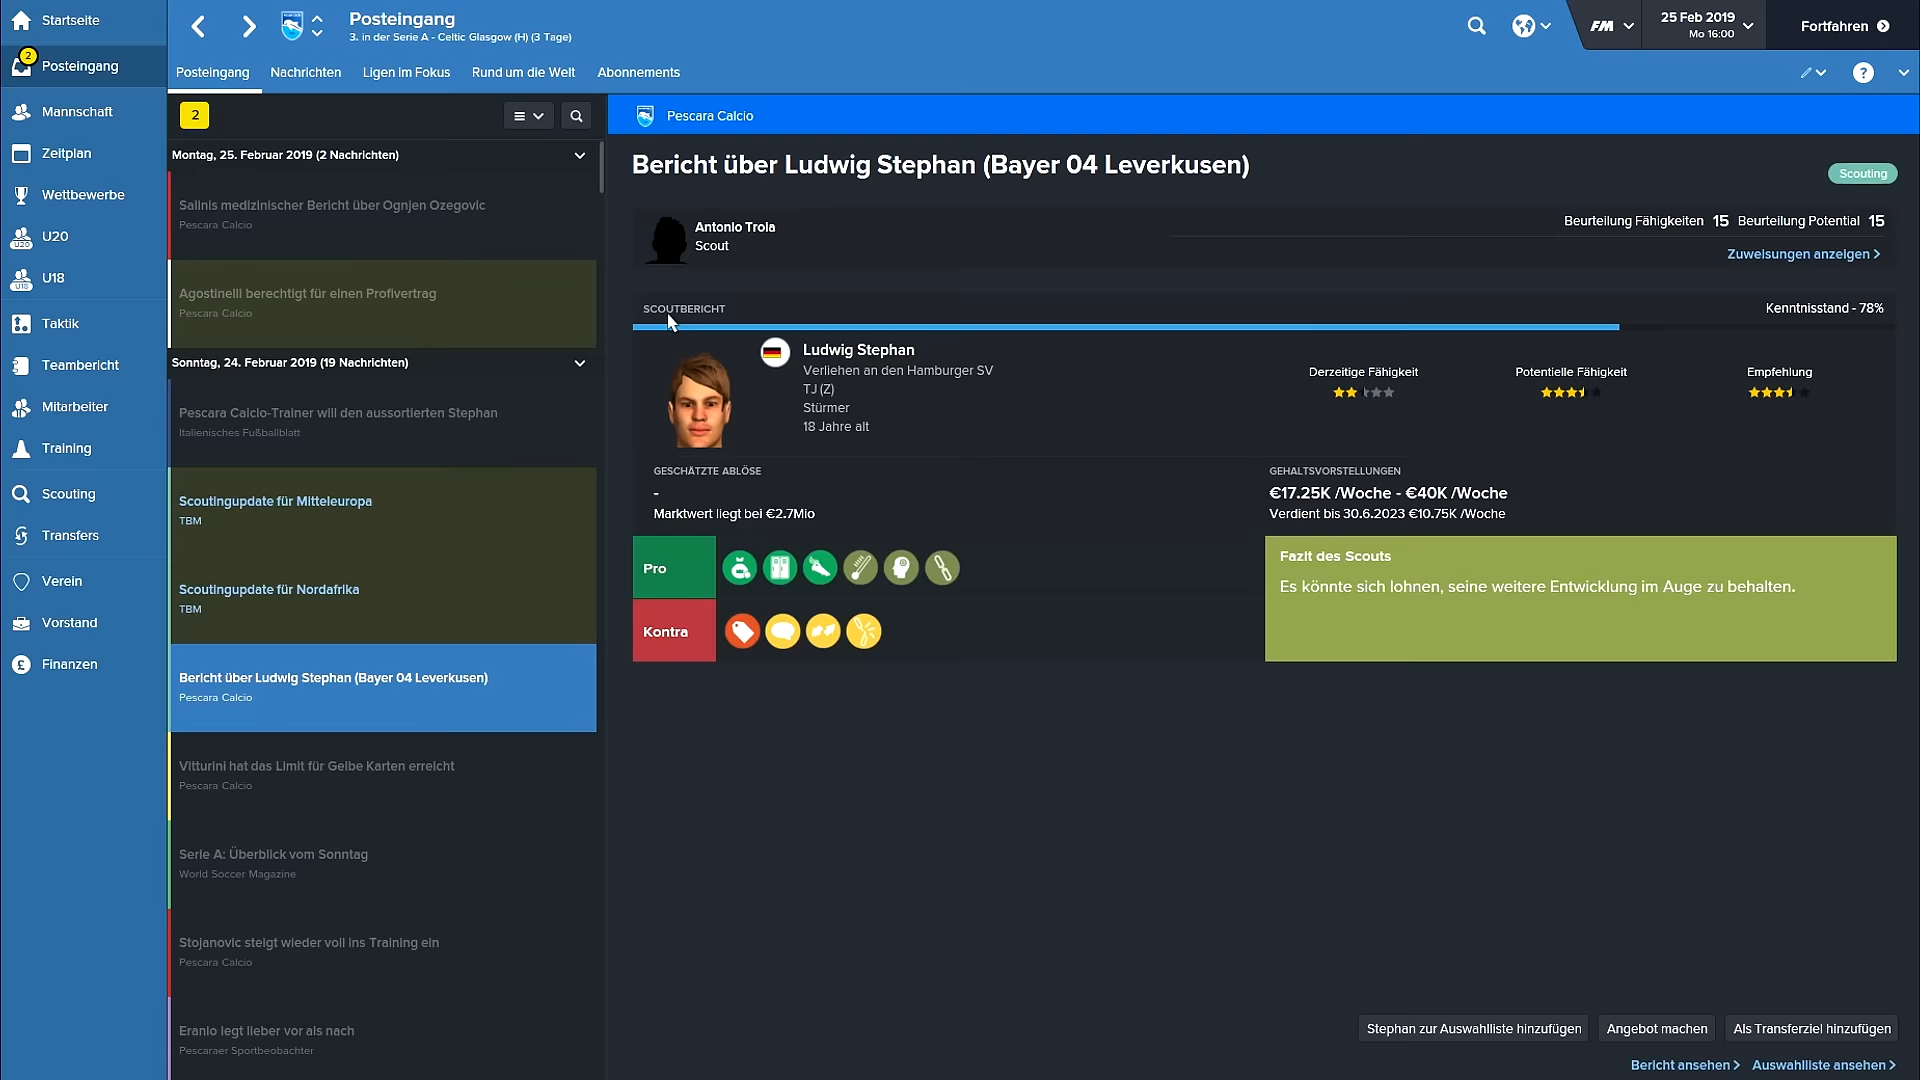 Startseite
2
Posteingang
Mannschaft
Zeitplan
Wettbewerbe
U20
U20
U18
U18
Taktik
Teambericht
Mitarbeiter
Training
Scouting
Transfers
Verein
Vorstand
Finanzen
Posteingang
3. in der Serie A - Celtic Glasgow (H) (3 Tage)
FM
25 Feb 2019
Mo 16:00
Fortfahren
Posteingang
Nachrichten
Ligen im Fokus
Rund um die Welt
Abonnements
?
2
Montag, 25. Februar 2019 (2 Nachrichten)
Salinis medizinischer Bericht über Ognjen Ozegovic
Pescara Calcio
Agostinelli berechtigt für einen Profivertrag
Pescara Calcio
Sonntag, 24. Februar 2019 (19 Nachrichten)
Pescara Calcio-Trainer will den aussortierten Stephan
Italienisches Fußballblatt
Scoutingupdate für Mitteleuropa
TBM
Scoutingupdate für Nordafrika
TBM
Bericht über Ludwig Stephan (Bayer 04 Leverkusen)
Pescara Calcio
Vitturini hat das Limit für Gelbe Karten erreicht
Pescara Calcio
Serie A: Überblick vom Sonntag
World Soccer Magazine
Stojanovic steigt wieder voll ins Training ein
Pescara Calcio
Eranio legt lieber vor als nach
Pescaraer Sportbeobachter
Pescara Calcio
Bericht über Ludwig Stephan (Bayer 04 Leverkusen)
Scouting
Antonio Trola
Scout
Beurteilung Fähigkeiten 15 Beurteilung Potential 15
Zuweisungen anzeigen >
SCOUTBERICHT
Kenntnisstand - 78%
Ludwig Stephan
Verliehen an den Hamburger SV
TJ (Z)
Stürmer
18 Jahre alt
Derzeitige Fähigkeit
Potentielle Fähigkeit
Empfehlung
GESCHÄTZTE ABLÖSE
-
Marktwert liegt bei €2.7Mio
GEHALTSVORSTELLUNGEN
€17.25K /Woche - €40K /Woche
Verdient bis 30.6.2023 €10.75K /Woche
Pro
Kontra
Fazit des Scouts
Es könnte sich lohnen, seine weitere Entwicklung im Auge zu behalten.
Stephan zur Auswahlliste hinzufügen
Angebot machen
Als Transferziel hinzufügen
Bericht ansehen >
Auswahlliste ansehen >